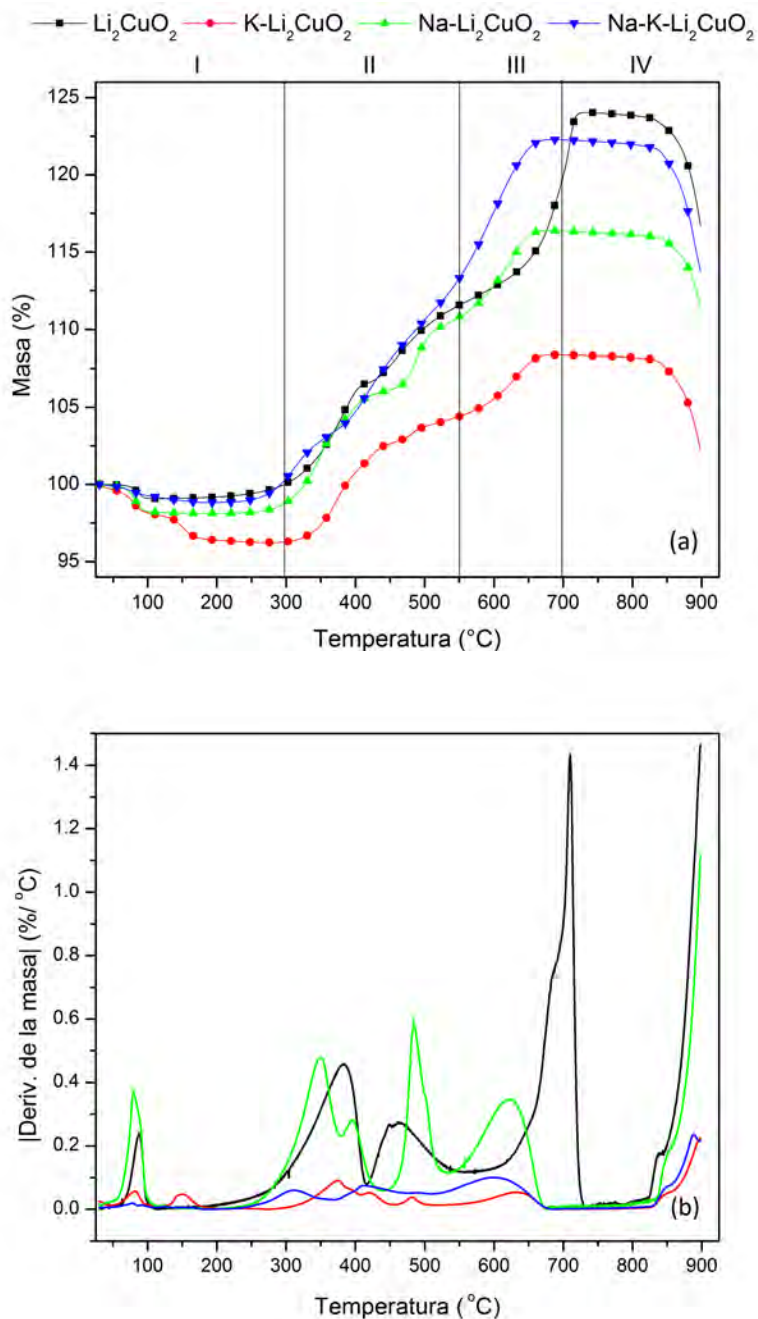 Li₂CuO₂ K-Li₂CuO₂ Na-Li₂CuO₂ Na-K-Li₂CuO₂
I II III IV
125
120
115
110
105
100
95
Masa (%)
(a)
100 200 300 400 500 600 700 800 900
Temperatura (°C)
1.4
1.2
1.0
0.8
0.6
0.4
0.2
0.0
|Deriv. de la masa| (%/ °C)
(b)
100 200 300 400 500 600 700 800 900
Temperatura (°C)